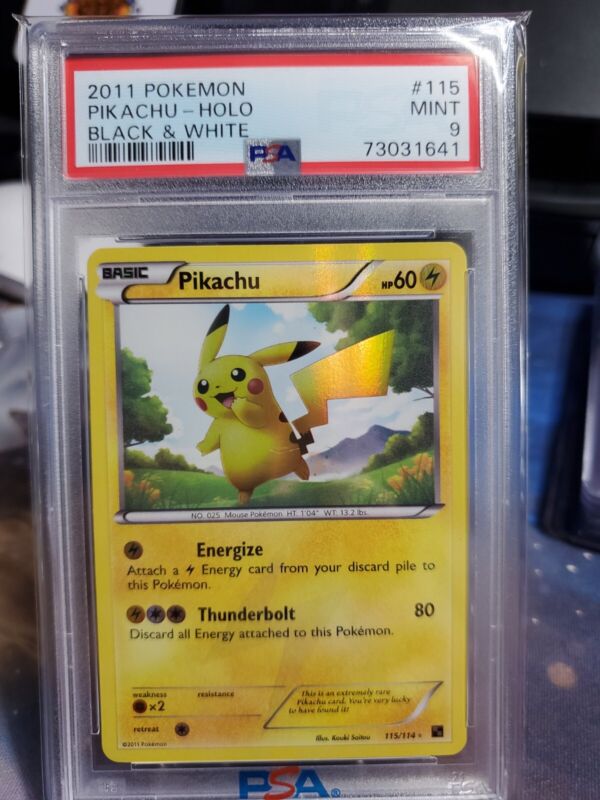 2011 POKEMON #115
PIKACHU - HOLO MINT
BLACK & WHITE 9
PSA 73031641
BASIC Pikachu HP60
NO. 025 Mouse Pokémon. HT: 1'04" WT: 13.2 lbs.
Energize
Attach a Energy card from your discard pile to
this Pokémon.
Thunderbolt 80
Discard all Energy attached to this Pokémon.
weakness resistance
×2
retreat
This is an extremely rare
Pikachu card. You're very lucky
to have found it!
Illus. Kouki Saitou 115/114
©2011 Pokémon
PSA®